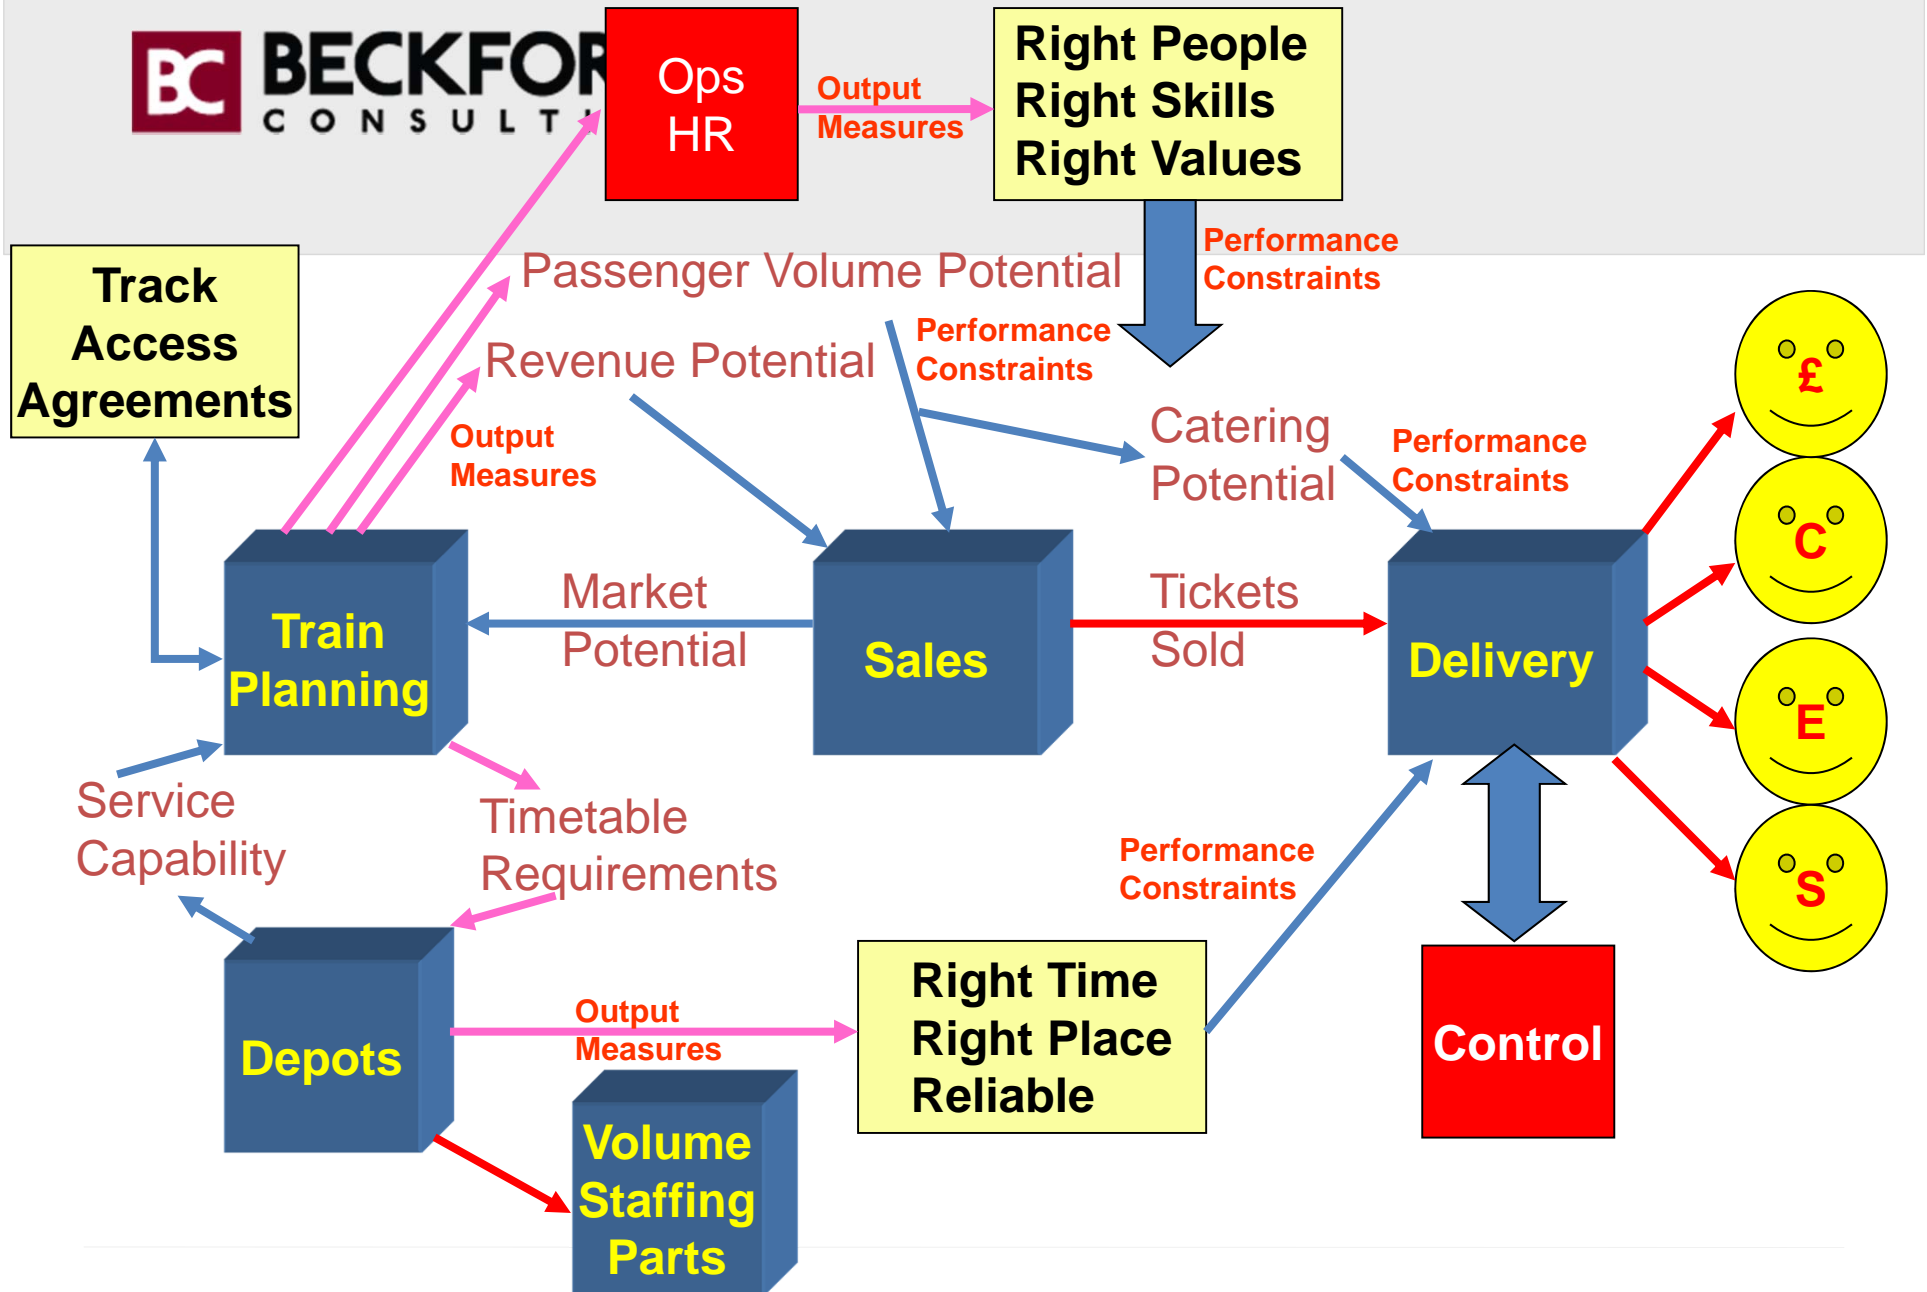 BC
BECKFOR
CONSULT
Ops
HR
Output
Measures
Right People
Right Skills
Right Values
Performance
Constraints
Track
Access
Agreements
Passenger Volume Potential
Revenue Potential
Performance
Constraints
Output
Measures
Catering
Potential
Performance
Constraints
£
C
E
S
Train
Planning
Market
Potential
Sales
Tickets
Sold
Delivery
Service
Capability
Timetable
Requirements
Performance
Constraints
Depots
Output
Measures
Right Time
Right Place
Reliable
Control
Volume
Staffing
Parts